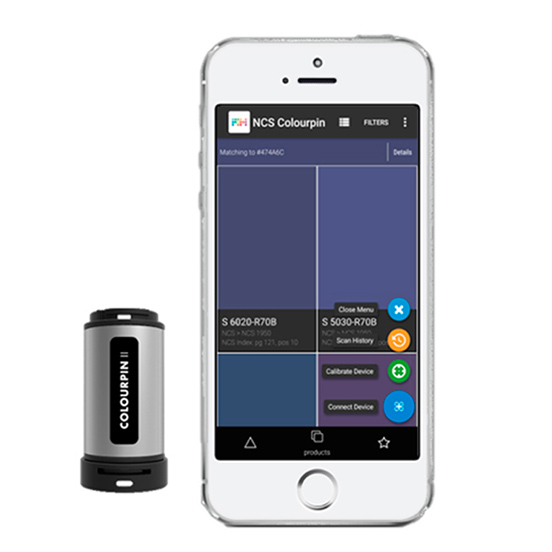 NCS Colourpin
FILTERS
Matching to #474A6C
Details
S 6020-R70B
NCS > NCS 1950
NCS Index pg 121, pos 10
S 5030-R70B
NCS > NCS 1950
Close Menu
Scan History
Calibrate Device
Connect Device
products
COLOURPIN II